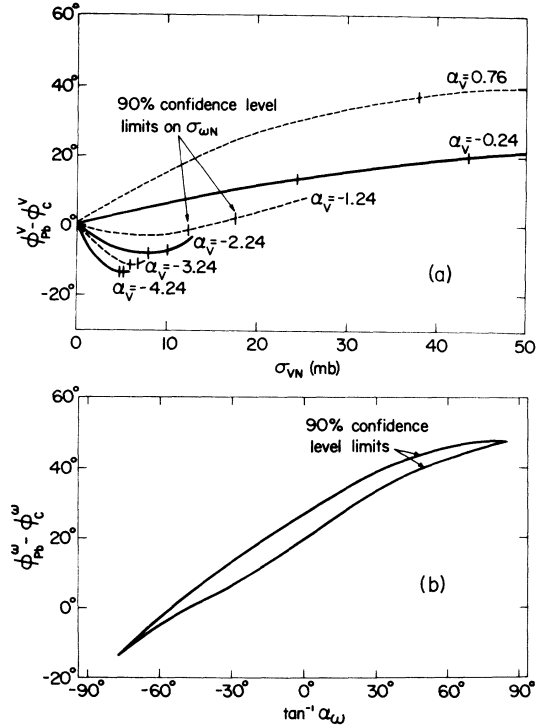 60°
40°
20°
0°
-20°
ϕ^V_Pb - ϕ^V_C
90% confidence level
limits on σ_ωN
α_V=0.76
α_V=-0.24
α_V=-1.24
α_V=-2.24
α_V=-3.24
α_V=-4.24
(a)
0 10 20 30 40 50
σ_VN (mb)
60°
40°
20°
0°
-20°
ϕ^ω_Pb - ϕ^ω_C
90% confidence
level limits
(b)
-90° -60° -30° 0° 30° 60° 90°
tan⁻¹ α_ω